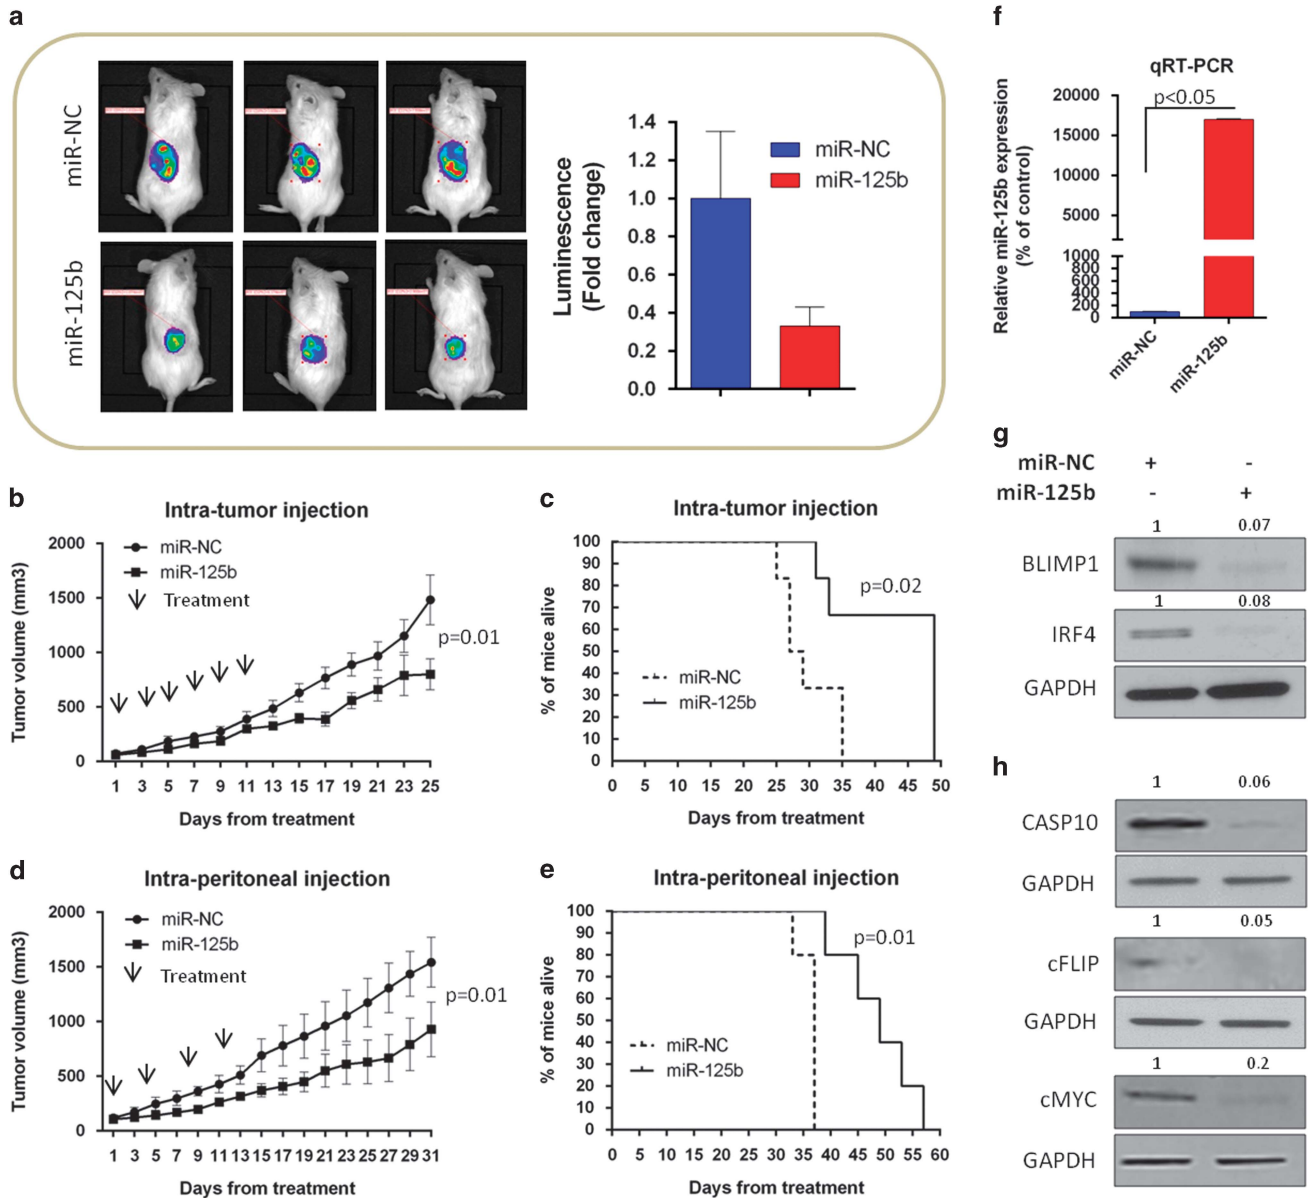 a
miR-NC
miR-125b
Luminescence
(Fold change)
1.4
1.2
1.0
0.8
0.6
0.4
0.2
0.0
miR-NC
miR-125b
f
qRT-PCR
Relative miR-125b expression
(% of control)
20000
15000
10000
5000
1000
800
600
400
200
0
p<0.05
miR-NC
miR-125b
b
Intra-tumor injection
Tumor volume (mm3)
2000
1500
1000
500
0
miR-NC
miR-125b
Treatment
p=0.01
1 3 5 7 9 11 13 15 17 19 21 23 25
Days from treatment
c
Intra-tumor injection
% of mice alive
100
90
80
70
60
50
40
30
20
10
0
p=0.02
miR-NC
miR-125b
0 5 10 15 20 25 30 35 40 45 50
Days from treatment
d
Intra-peritoneal injection
Tumor volume (mm3)
2000
1500
1000
500
0
miR-NC
miR-125b
Treatment
p=0.01
1 3 5 7 9 11 13 15 17 19 21 23 25 27 29 31
Days from treatment
e
Intra-peritoneal injection
% of mice alive
100
90
80
70
60
50
40
30
20
10
0
p=0.01
miR-NC
miR-125b
0 5 10 15 20 25 30 35 40 45 50 55 60
Days from treatment
g
miR-NC + -
miR-125b - +
1 0.07
BLIMP1
1 0.08
IRF4
GAPDH
h
1 0.06
CASP10
GAPDH
1 0.05
cFLIP
GAPDH
1 0.2
cMYC
GAPDH